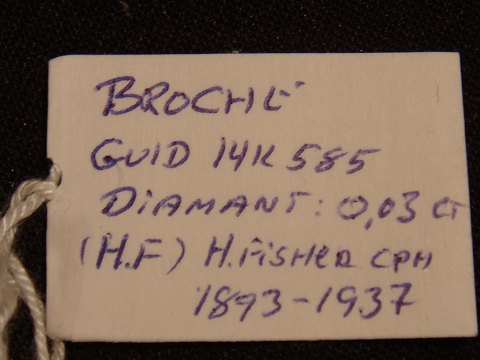 BROCHE
GULD 14K 585
DIAMANT: 0,03 CT
(H.F) H. FISHER CPH
1893-1937